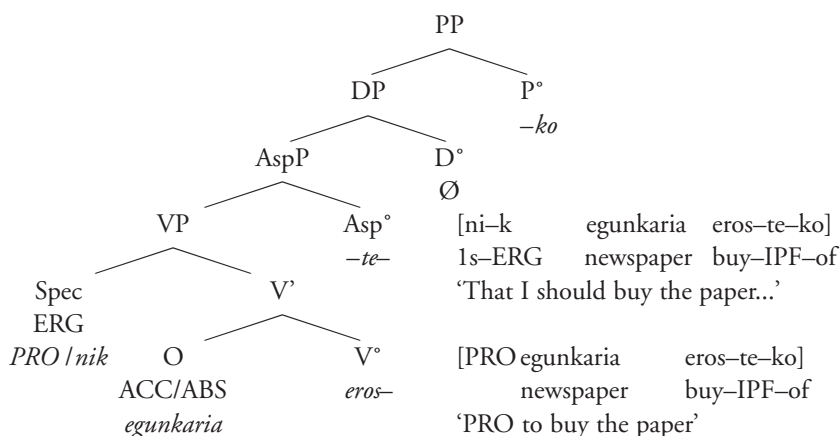 PP
DP P°
–ko
AspP D°
Ø
VP Asp° [ni–k egunkaria eros–te–ko]
–te– 1s–ERG newspaper buy–IPF–of
Spec V’ ‘That I should buy the paper...’
ERG
PRO / nik O V° [PRO egunkaria eros–te–ko]
ACC/ABS eros– newspaper buy–IPF–of
egunkaria ‘PRO to buy the paper’